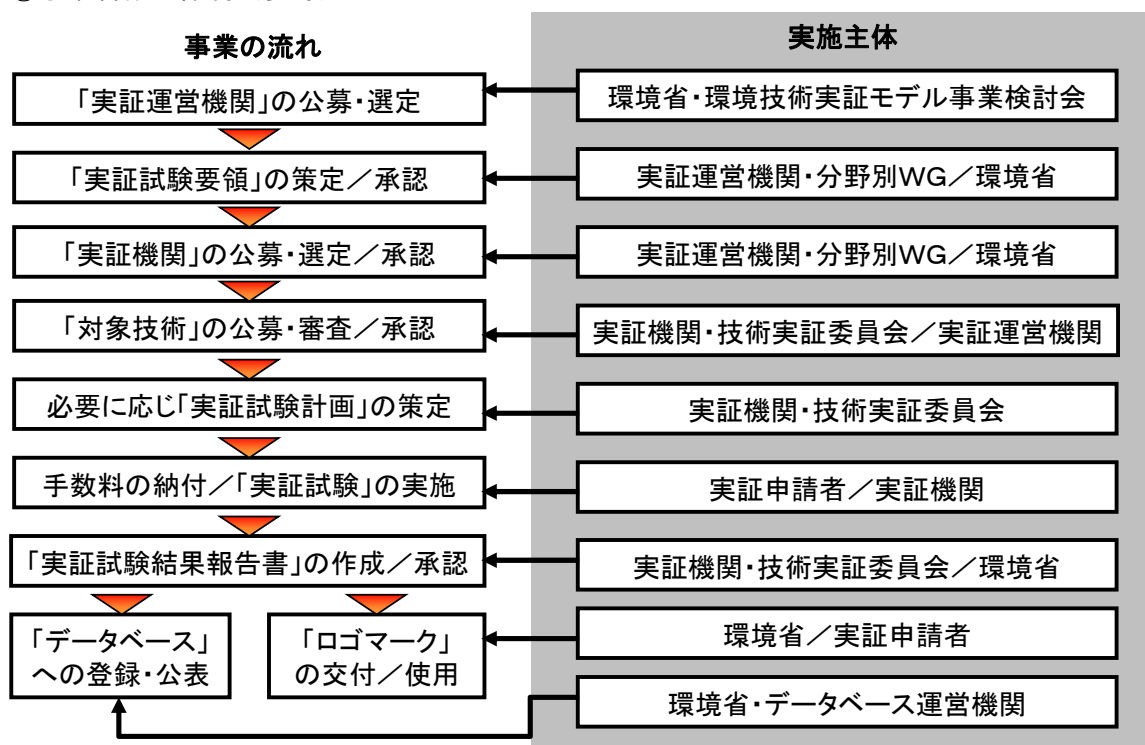 事業の流れ
実施主体
「実証運営機関」の公募・選定
環境省・環境技術実証モデル事業検討会
「実証試験要領」の策定／承認
実証運営機関・分野別WG／環境省
「実証機関」の公募・選定／承認
実証運営機関・分野別WG／環境省
「対象技術」の公募・審査／承認
実証機関・技術実証委員会／実証運営機関
必要に応じ「実証試験計画」の策定
実証機関・技術実証委員会
手数料の納付／「実証試験」の実施
実証申請者／実証機関
「実証試験結果報告書」の作成／承認
実証機関・技術実証委員会／環境省
「データベース」
への登録・公表
「ロゴマーク」
の交付／使用
環境省／実証申請者
環境省・データベース運営機関